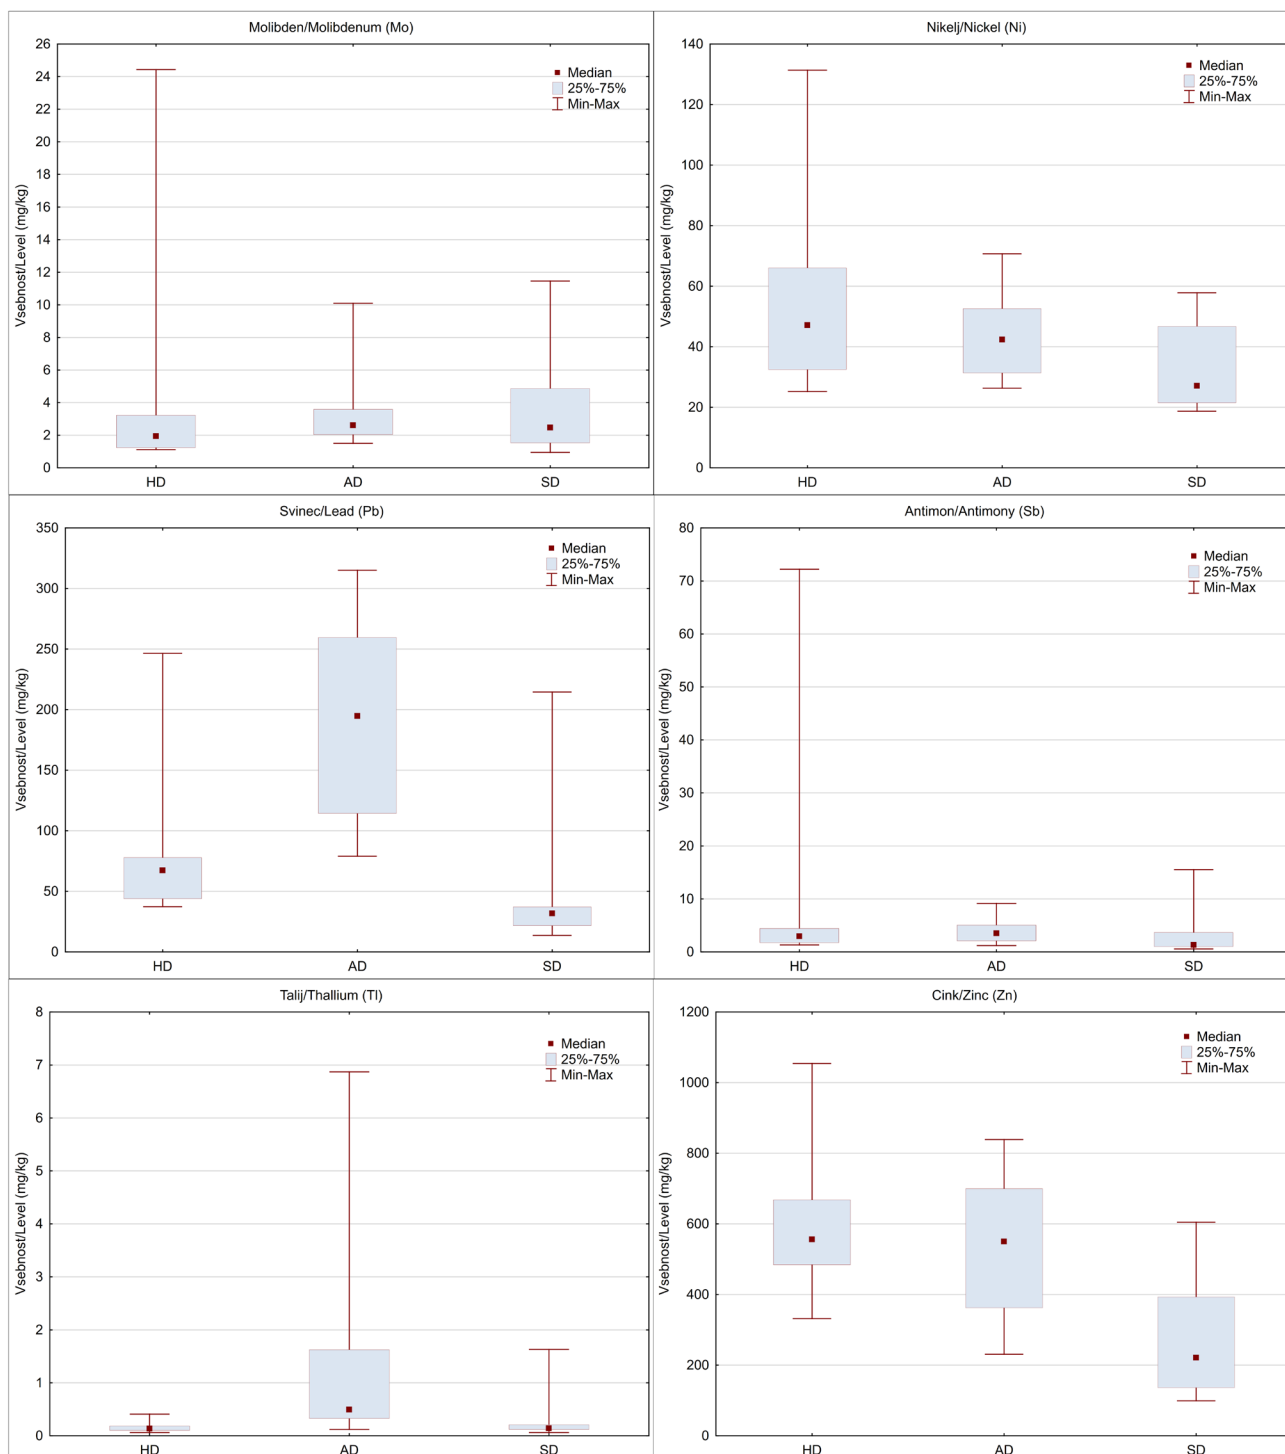 Molibden/Molibdenum (Mo)
Vsebnost/Level (mg/kg)
26
24
22
20
18
16
14
12
10
8
6
4
2
0
Median
25%-75%
Min-Max
HD AD SD
Nikelj/Nickel (Ni)
Vsebnost/Level (mg/kg)
140
120
100
80
60
40
20
0
Median
25%-75%
Min-Max
HD AD SD
Svinec/Lead (Pb)
Vsebnost/Level (mg/kg)
350
300
250
200
150
100
50
0
Median
25%-75%
Min-Max
HD AD SD
Antimon/Antimony (Sb)
Vsebnost/Level (mg/kg)
80
70
60
50
40
30
20
10
0
Median
25%-75%
Min-Max
HD AD SD
Talij/Thallium (Tl)
Vsebnost/Level (mg/kg)
8
7
6
5
4
3
2
1
0
Median
25%-75%
Min-Max
HD AD SD
Cink/Zinc (Zn)
Vsebnost/Level (mg/kg)
1200
1000
800
600
400
200
0
Median
25%-75%
Min-Max
HD AD SD